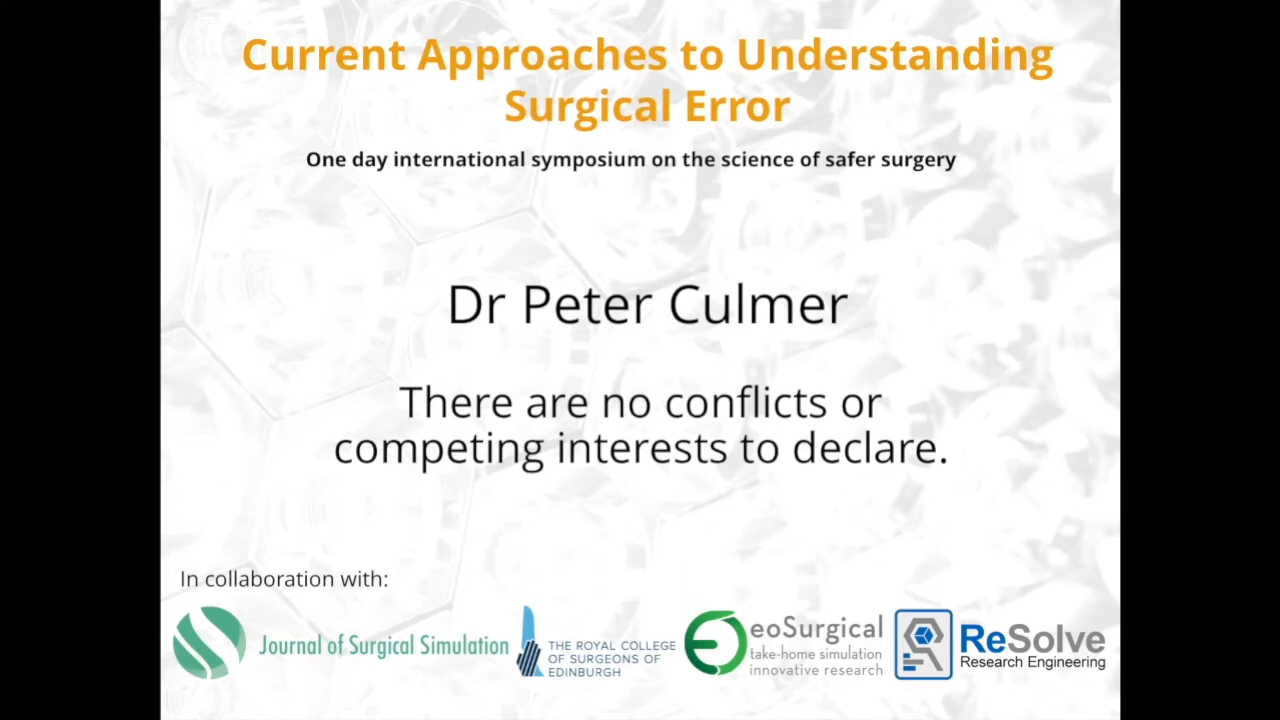 Current Approaches to Understanding
Surgical Error
One day international symposium on the science of safer surgery
Dr Peter Culmer
There are no conflicts or
competing interests to declare.
In collaboration with:
Journal of Surgical Simulation
THE ROYAL COLLEGE
OF SURGEONS OF
EDINBURGH
eoSurgical
take-home simulation
innovative research
ReSolve
Research Engineering